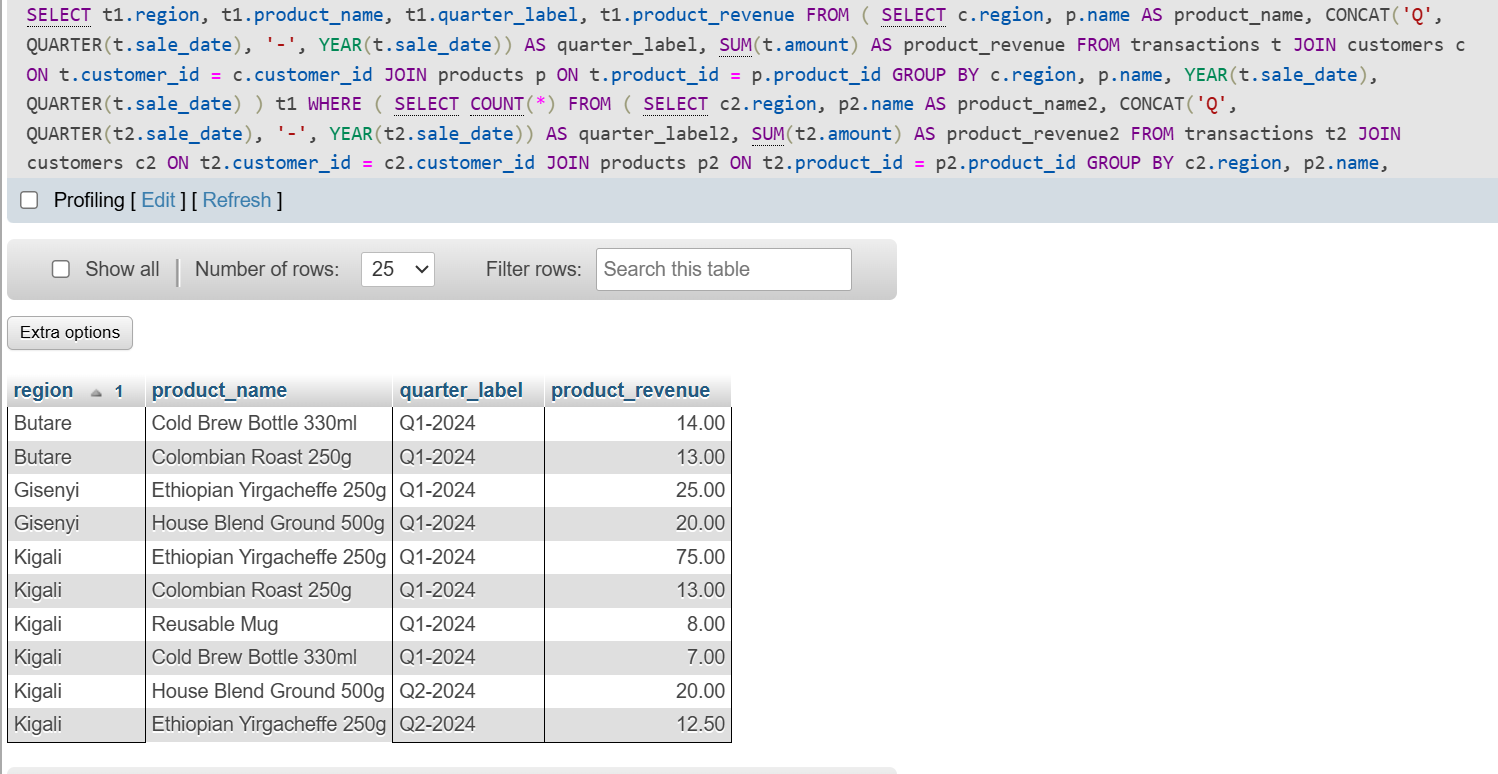 SELECT t1.region, t1.product_name, t1.quarter_label, t1.product_revenue FROM ( SELECT c.region, p.name AS product_name, CONCAT('Q',
QUARTER(t.sale_date), '-', YEAR(t.sale_date)) AS quarter_label, SUM(t.amount) AS product_revenue FROM transactions t JOIN customers c
ON t.customer_id = c.customer_id JOIN products p ON t.product_id = p.product_id GROUP BY c.region, p.name, YEAR(t.sale_date),
QUARTER(t.sale_date) ) t1 WHERE ( SELECT COUNT(*) FROM ( SELECT c2.region, p2.name AS product_name2, CONCAT('Q',
QUARTER(t2.sale_date), '-', YEAR(t2.sale_date)) AS quarter_label2, SUM(t2.amount) AS product_revenue2 FROM transactions t2 JOIN
customers c2 ON t2.customer_id = c2.customer_id JOIN products p2 ON t2.product_id = p2.product_id GROUP BY c2.region, p2.name,
Profiling [ Edit ] [ Refresh ]
Show all Number of rows: 25 Filter rows: Search this table
Extra options
region 1 product_name quarter_label product_revenue
Butare Cold Brew Bottle 330ml Q1-2024 14.00
Butare Colombian Roast 250g Q1-2024 13.00
Gisenyi Ethiopian Yirgacheffe 250g Q1-2024 25.00
Gisenyi House Blend Ground 500g Q1-2024 20.00
Kigali Ethiopian Yirgacheffe 250g Q1-2024 75.00
Kigali Colombian Roast 250g Q1-2024 13.00
Kigali Reusable Mug Q1-2024 8.00
Kigali Cold Brew Bottle 330ml Q1-2024 7.00
Kigali House Blend Ground 500g Q2-2024 20.00
Kigali Ethiopian Yirgacheffe 250g Q2-2024 12.50